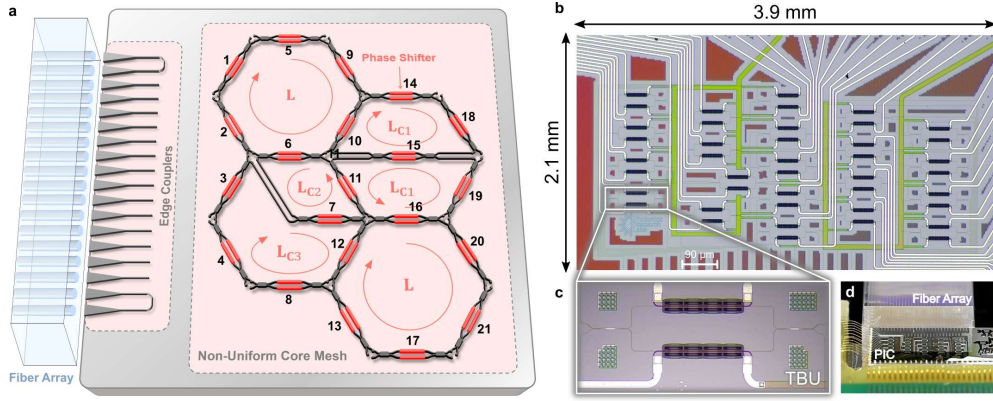 a
Fiber Array
Edge Couplers
1
5
9
Phase Shifter
14
L
2
10
L_C1
18
6
15
3
L_C2
11
L_C1
19
7
16
4
L_C3
12
20
8
L
13
17
21
Non-Uniform Core Mesh
b
3.9 mm
2.1 mm
90 μm
c
TBU
d
Fiber Array
PIC